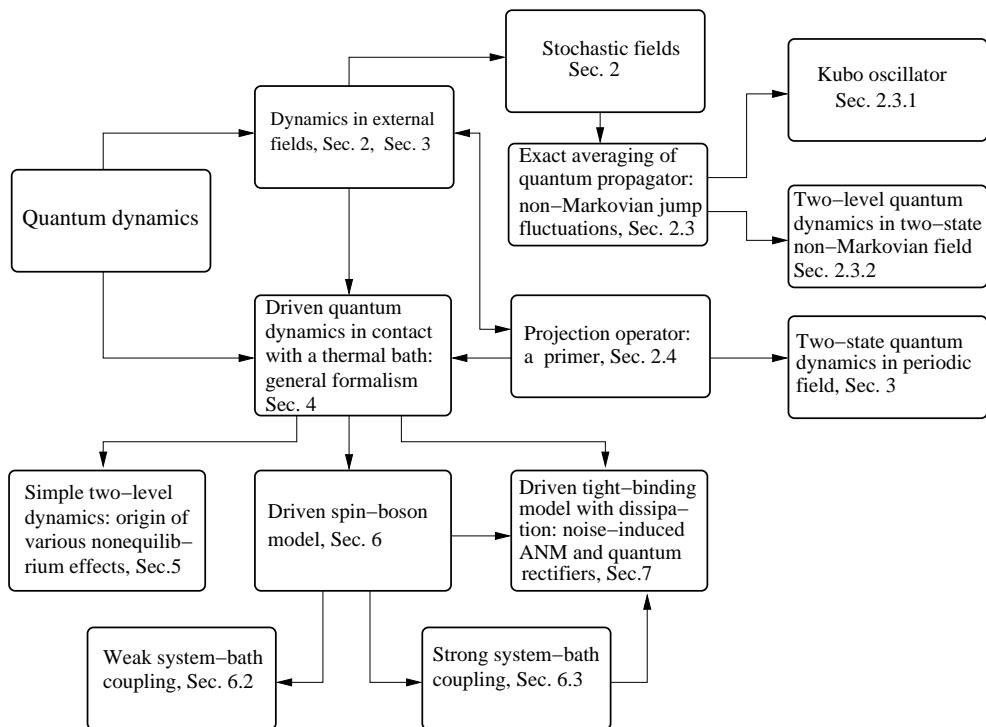 Stochastic fields
Sec. 2
Kubo oscillator
Sec. 2.3.1
Dynamics in external
fields, Sec. 2, Sec. 3
Exact averaging of
quantum propagator:
non−Markovian jump
fluctuations, Sec. 2.3
Quantum dynamics
Two−level quantum
dynamics in two−state
non−Markovian field
Sec. 2.3.2
Driven quantum
dynamics in contact
with a thermal bath:
general formalism
Sec. 4
Projection operator:
a primer, Sec. 2.4
Two−state quantum
dynamics in periodic
field, Sec. 3
Simple two−level
dynamics: origin of
various nonequilib−
rium effects, Sec.5
Driven spin−boson
model, Sec. 6
Driven tight−binding
model with dissipation:
noise−induced
ANM and quantum
rectifiers, Sec.7
Weak system−bath
coupling, Sec. 6.2
Strong system−bath
coupling, Sec. 6.3